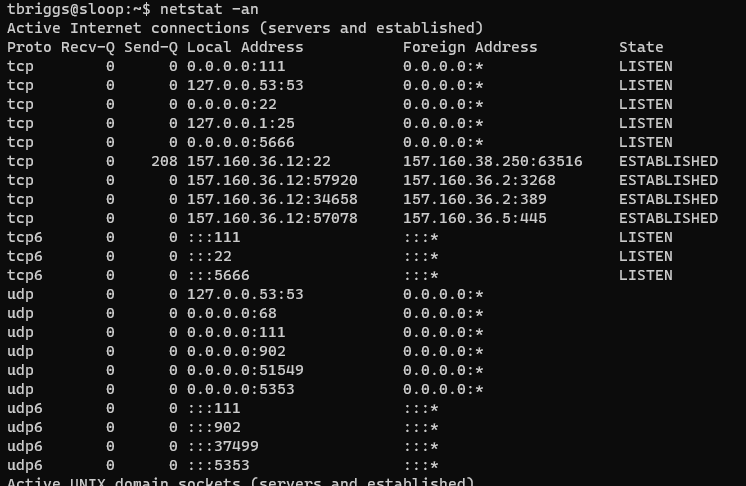 tbriggs@sloop:~$ netstat -an
Active Internet connections (servers and established)
Proto Recv-Q Send-Q Local Address           Foreign Address         State
tcp        0      0 0.0.0.0:111             0.0.0.0:*               LISTEN
tcp        0      0 127.0.0.53:53           0.0.0.0:*               LISTEN
tcp        0      0 0.0.0.0:22              0.0.0.0:*               LISTEN
tcp        0      0 127.0.0.1:25            0.0.0.0:*               LISTEN
tcp        0      0 0.0.0.0:5666            0.0.0.0:*               LISTEN
tcp        0    208 157.160.36.12:22        157.160.38.250:63516    ESTABLISHED
tcp        0      0 157.160.36.12:57920     157.160.36.2:3268       ESTABLISHED
tcp        0      0 157.160.36.12:34658     157.160.36.2:389        ESTABLISHED
tcp        0      0 157.160.36.12:57078     157.160.36.5:445        ESTABLISHED
tcp6       0      0 :::111                  :::*                    LISTEN
tcp6       0      0 :::22                   :::*                    LISTEN
tcp6       0      0 :::5666                 :::*                    LISTEN
udp        0      0 127.0.0.53:53           0.0.0.0:*
udp        0      0 0.0.0.0:68              0.0.0.0:*
udp        0      0 0.0.0.0:111             0.0.0.0:*
udp        0      0 0.0.0.0:902             0.0.0.0:*
udp        0      0 0.0.0.0:51549           0.0.0.0:*
udp        0      0 0.0.0.0:5353            0.0.0.0:*
udp6       0      0 :::111                  :::*
udp6       0      0 :::902                  :::*
udp6       0      0 :::37499                :::*
udp6       0      0 :::5353                 :::*
Active UNIX domain sockets (servers and established)